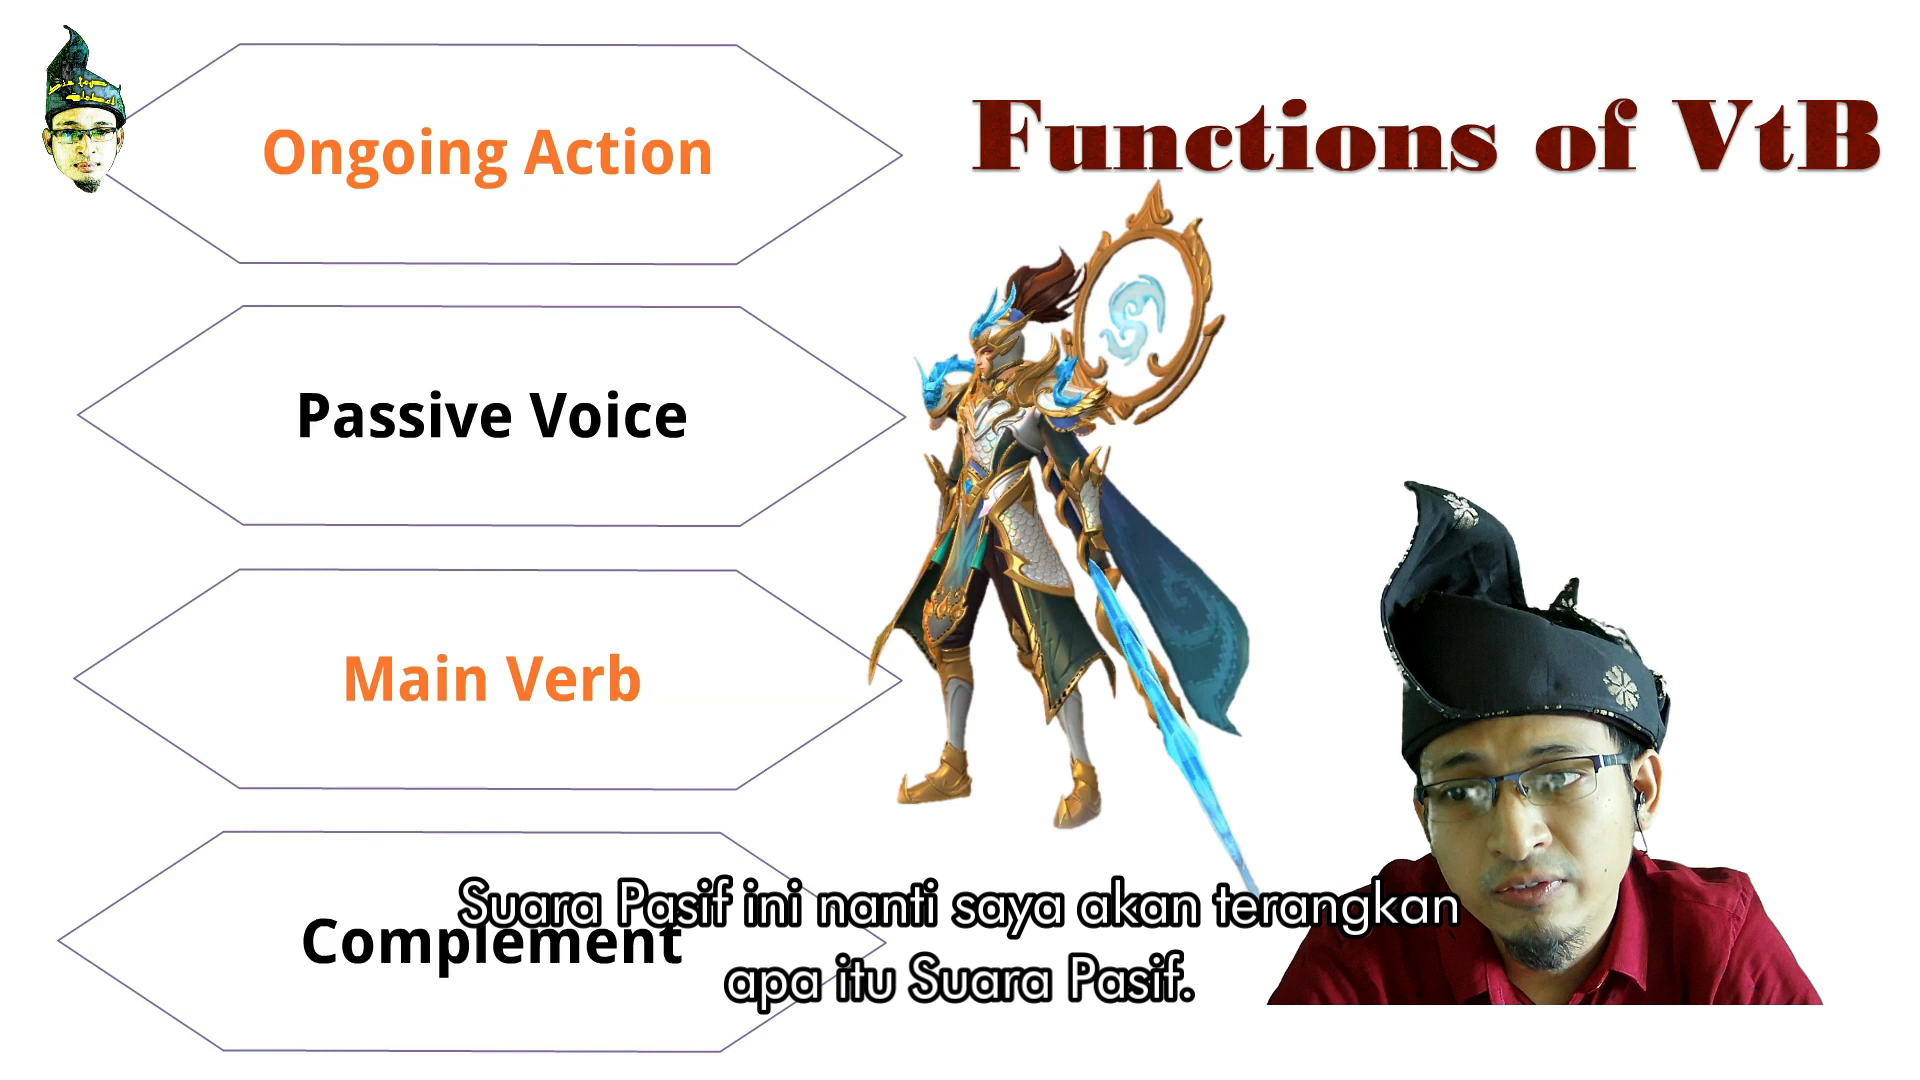 Ongoing Action
Functions of VtB
Passive Voice
Main Verb
Complement
Suara Pasif ini nanti saya akan terangkan
apa itu Suara Pasif.